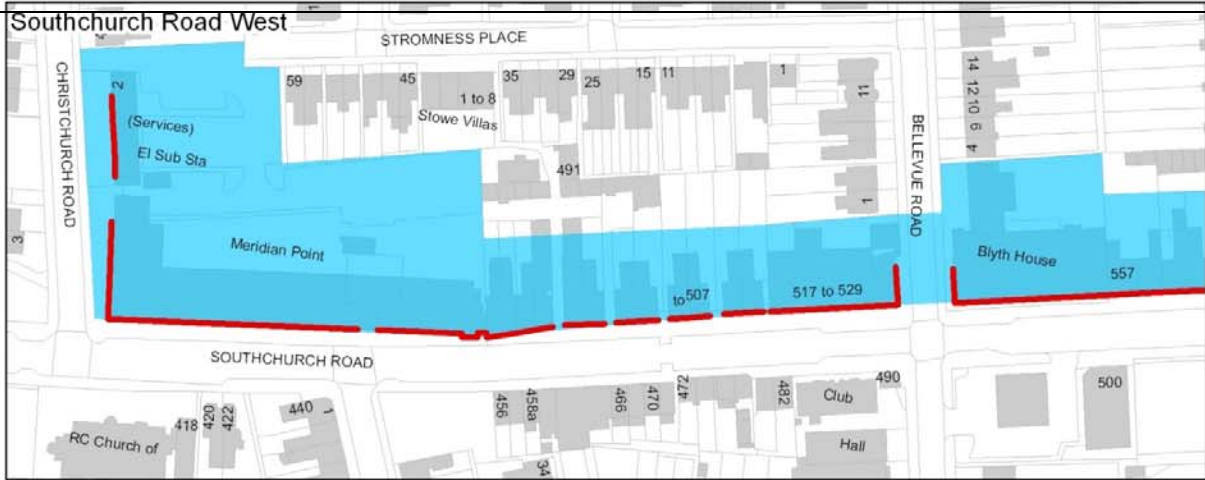 Southchurch Road West
STROMNESS PLACE
CHRISTCHURCH ROAD
2
(Services)
El Sub Sta
59
45
1 to 8
Stowe Villas
35
29
25
15
11
1
11
491
1
BELLEVUE ROAD
14
12
10
6
4
3
Meridian Point
to 507
517 to 529
Blyth House
557
SOUTHCHURCH ROAD
RC Church of
418
420
422
440
1
456
458a
34
466
470
472
482
490
Club
Hall
500